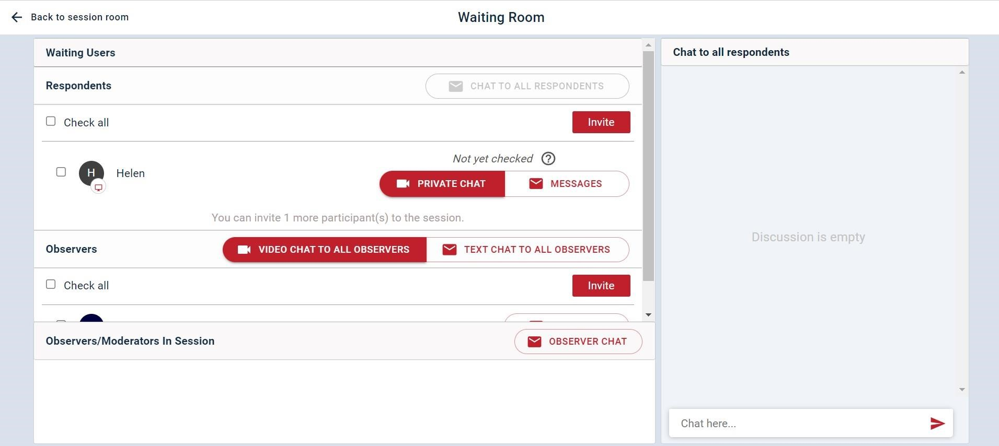 Back to session room
Waiting Room
Waiting Users
Respondents
CHAT TO ALL RESPONDENTS
Check all
Invite
H
Helen
Not yet checked
PRIVATE CHAT
MESSAGES
You can invite 1 more participant(s) to the session.
Observers
VIDEO CHAT TO ALL OBSERVERS
TEXT CHAT TO ALL OBSERVERS
Check all
Invite
Observers/Moderators In Session
OBSERVER CHAT
Chat to all respondents
Discussion is empty
Chat here...